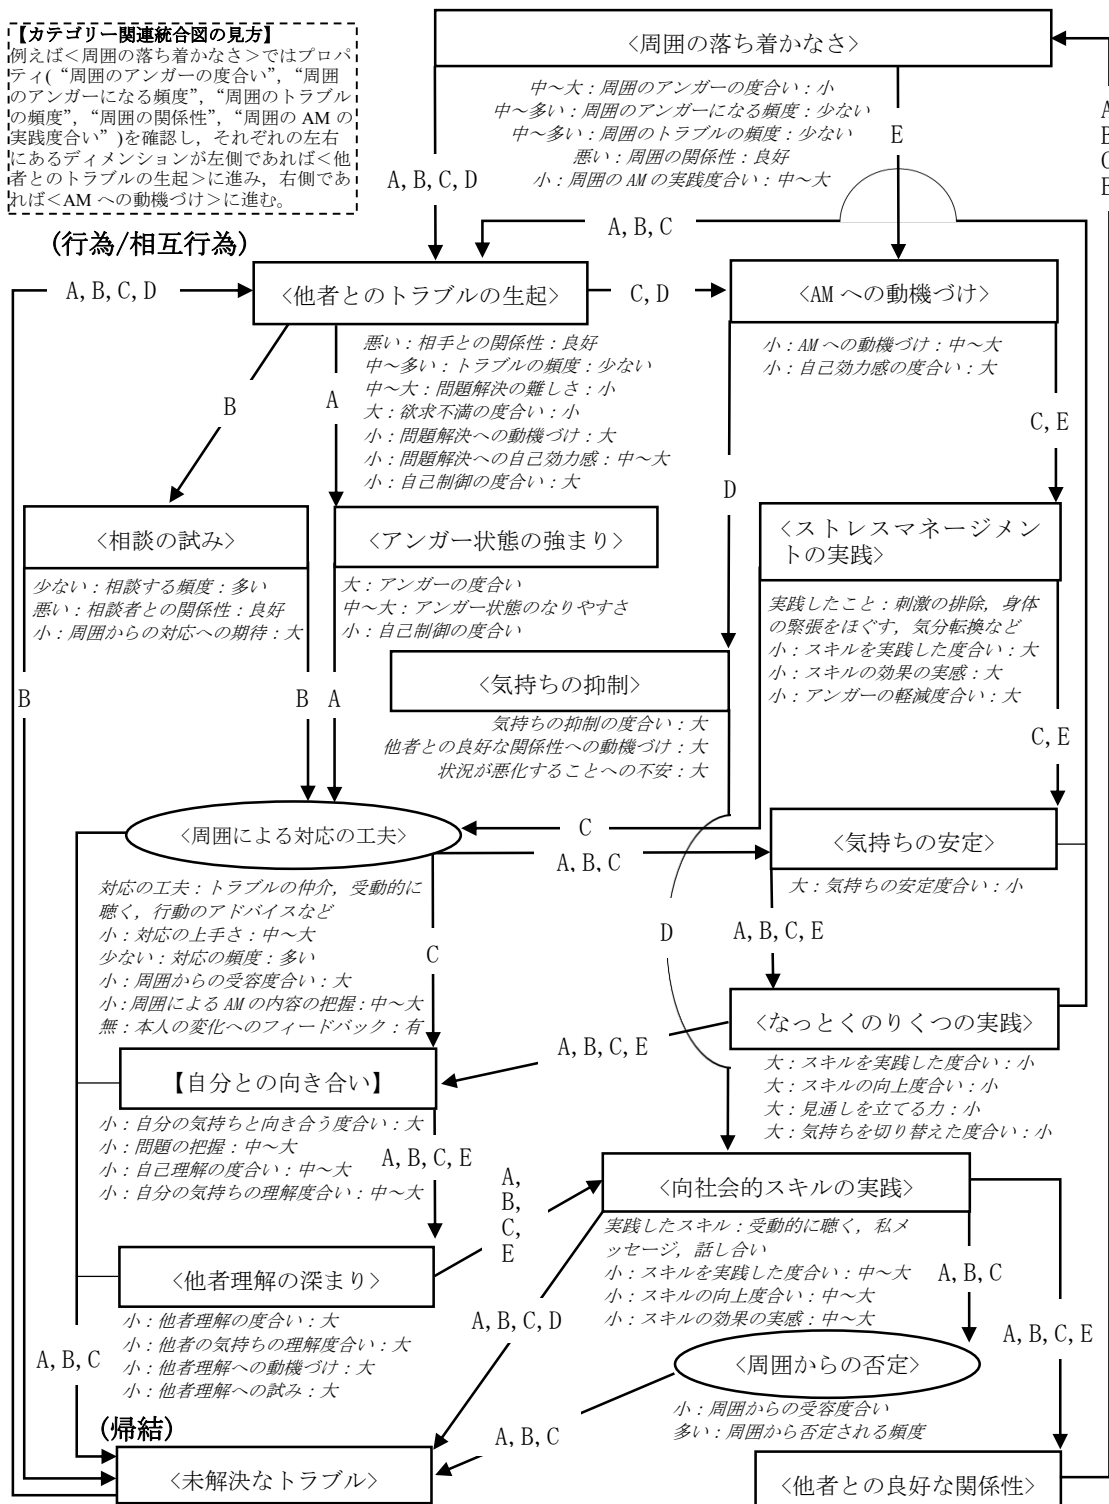 【カテゴリー関連統合図の見方】
例えば<周囲の落ち着かなさ>ではプロパ
ティ(“周囲のアンガーの度合い”,“周囲
のアンガーになる頻度”,“周囲のトラブル
の頻度”,“周囲の関係性”,“周囲の AM の
実践度合い”)を確認し,それぞれの左右
にあるディメンションが左側であれば<他
者とのトラブルの生起>に進み,右側であ
れば<AM への動機づけ>に進む。
<周囲の落ち着かなさ>
中～大：周囲のアンガーの度合い：小
中～多い：周囲のアンガーになる頻度：少ない
中～多い：周囲のトラブルの頻度：少ない
悪い：周囲の関係性：良好
小：周囲の AM の実践度合い：中～大
A, B, C, D
E
A
B
C
E
A, B, C
(行為/相互行為)
A, B, C, D
<他者とのトラブルの生起>
C, D
<AM への動機づけ>
悪い：相手との関係性：良好
中～多い：トラブルの頻度：少ない
中～大：問題解決の難しさ：小
大：欲求不満の度合い：小
小：問題解決への動機づけ：大
小：問題解決への自己効力感：中～大
小：自己制御の度合い：大
小：AM への動機づけ：中～大
小：自己効力感の度合い：大
B
A
D
C, E
<相談の試み>
少ない：相談する頻度：多い
悪い：相談者との関係性：良好
小：周囲からの対応への期待：大
<アンガー状態の強まり>
大：アンガーの度合い
中～大：アンガー状態のなりやすさ
小：自己制御の度合い
<ストレスマネージメン
トの実践>
実践したこと：刺激の排除，身体
の緊張をほぐす，気分転換など
小：スキルを実践した度合い：大
小：スキルの効果の実感：大
小：アンガーの軽減度合い：大
<気持ちの抑制>
気持ちの抑制の度合い：大
他者との良好な関係性への動機づけ：大
状況が悪化することへの不安：大
B
B
A
C, E
<周囲による対応の工夫>
C
A, B, C
<気持ちの安定>
大：気持ちの安定度合い：小
対応の工夫：トラブルの仲介，受動的に
聴く，行動のアドバイスなど
小：対応の上手さ：中～大
少ない：対応の頻度：多い
小：周囲からの受容度合い：大
小：周囲による AM の内容の把握：中～大
無：本人の変化へのフィードバック：有
C
D
A, B, C, E
<なっとくのりくつの実践>
大：スキルを実践した度合い：小
大：スキルの向上度合い：小
大：見通しを立てる力：小
大：気持ちを切り替えた度合い：小
A, B, C, E
【自分との向き合い】
小：自分の気持ちと向き合う度合い：大
小：問題の把握：中～大
小：自己理解の度合い：中～大
小：自分の気持ちの理解度合い：中～大
A, B, C, E
A,
B,
C,
E
<向社会的スキルの実践>
実践したスキル：受動的に聴く，私メ
ッセージ，話し合い
小：スキルを実践した度合い：中～大
小：スキルの向上度合い：中～大
小：スキルの効果の実感：中～大
<他者理解の深まり>
小：他者理解の度合い：大
小：他者の気持ちの理解度合い：大
小：他者理解への動機づけ：大
小：他者理解への試み：大
A, B, C
A, B, C, D
A, B, C
A, B, C, E
<周囲からの否定>
小：周囲からの受容度合い
多い：周囲から否定される頻度
A, B, C
(帰結)
<未解決なトラブル>
<他者との良好な関係性>